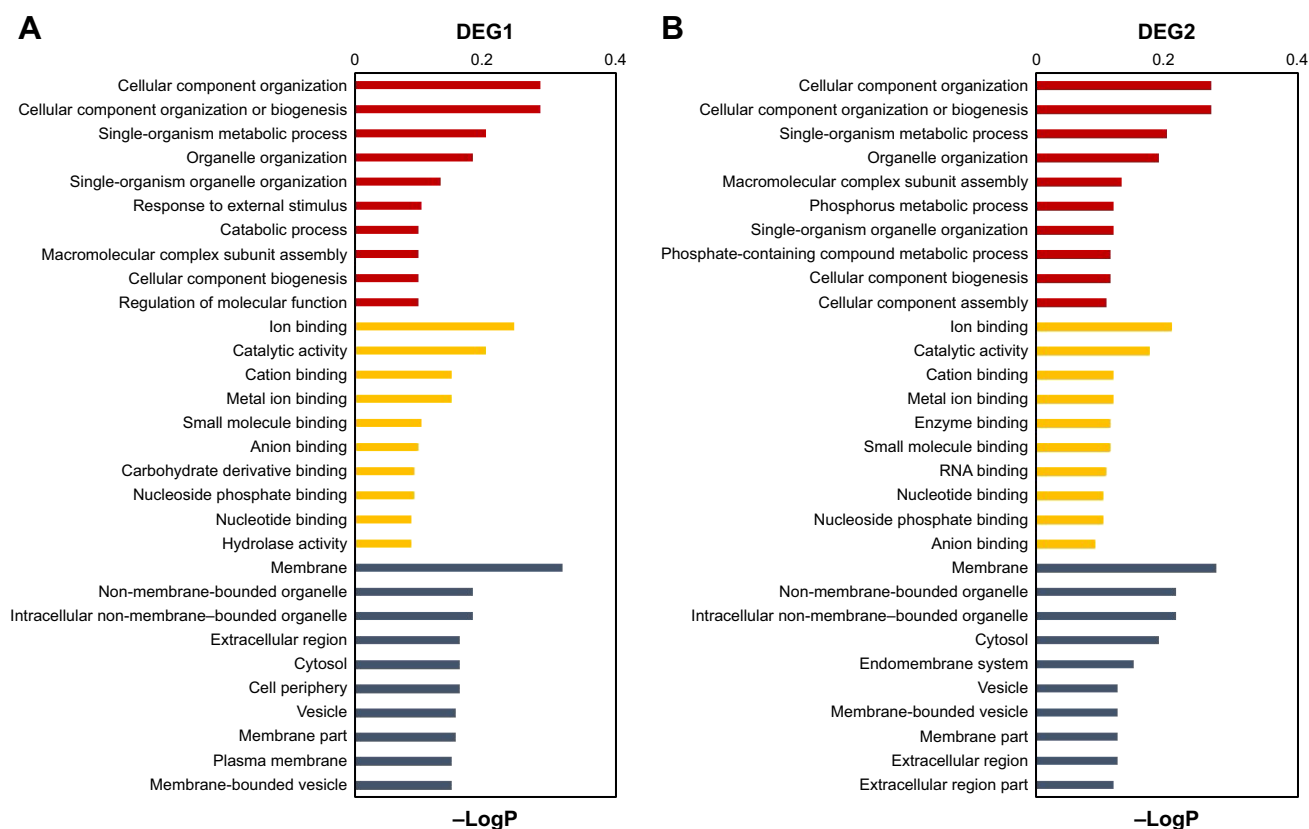 A
DEG1
0 0.2 0.4
Cellular component organization
Cellular component organization or biogenesis
Single-organism metabolic process
Organelle organization
Single-organism organelle organization
Response to external stimulus
Catabolic process
Macromolecular complex subunit assembly
Cellular component biogenesis
Regulation of molecular function
Ion binding
Catalytic activity
Cation binding
Metal ion binding
Small molecule binding
Anion binding
Carbohydrate derivative binding
Nucleoside phosphate binding
Nucleotide binding
Hydrolase activity
Membrane
Non-membrane-bounded organelle
Intracellular non-membrane–bounded organelle
Extracellular region
Cytosol
Cell periphery
Vesicle
Membrane part
Plasma membrane
Membrane-bounded vesicle
–LogP
B
DEG2
0 0.2 0.4
Cellular component organization
Cellular component organization or biogenesis
Single-organism metabolic process
Organelle organization
Macromolecular complex subunit assembly
Phosphorus metabolic process
Single-organism organelle organization
Phosphate-containing compound metabolic process
Cellular component biogenesis
Cellular component assembly
Ion binding
Catalytic activity
Cation binding
Metal ion binding
Enzyme binding
Small molecule binding
RNA binding
Nucleotide binding
Nucleoside phosphate binding
Anion binding
Membrane
Non-membrane-bounded organelle
Intracellular non-membrane–bounded organelle
Cytosol
Endomembrane system
Vesicle
Membrane-bounded vesicle
Membrane part
Extracellular region
Extracellular region part
–LogP